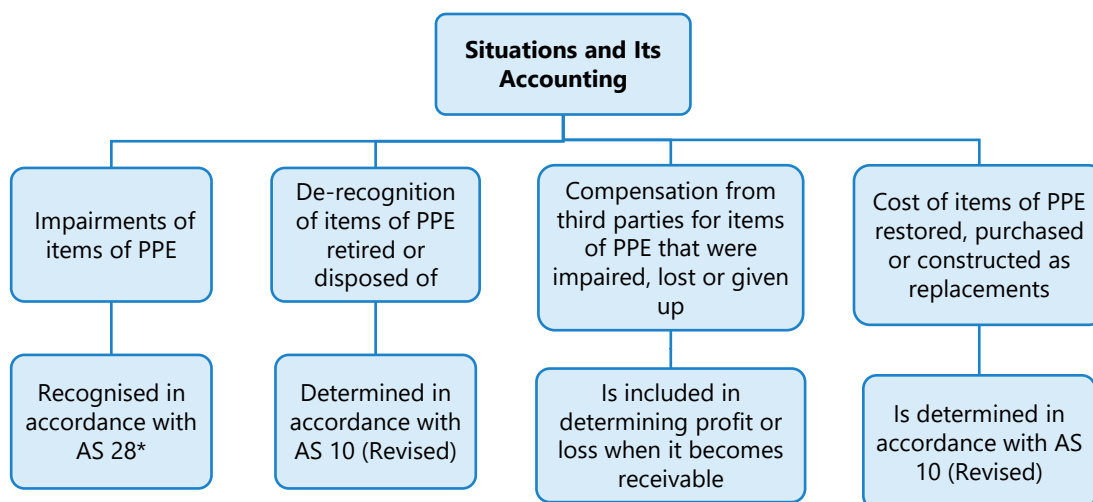 Situations and Its
Accounting
Impairments of
items of PPE
De-recognition
of items of PPE
retired or
disposed of
Compensation from
third parties for items
of PPE that were
impaired, lost or given
up
Cost of items of PPE
restored, purchased
or constructed as
replacements
Recognised in
accordance with
AS 28*
Determined in
accordance with
AS 10 (Revised)
Is included in
determining profit or
loss when it becomes
receivable
Is determined in
accordance with AS
10 (Revised)